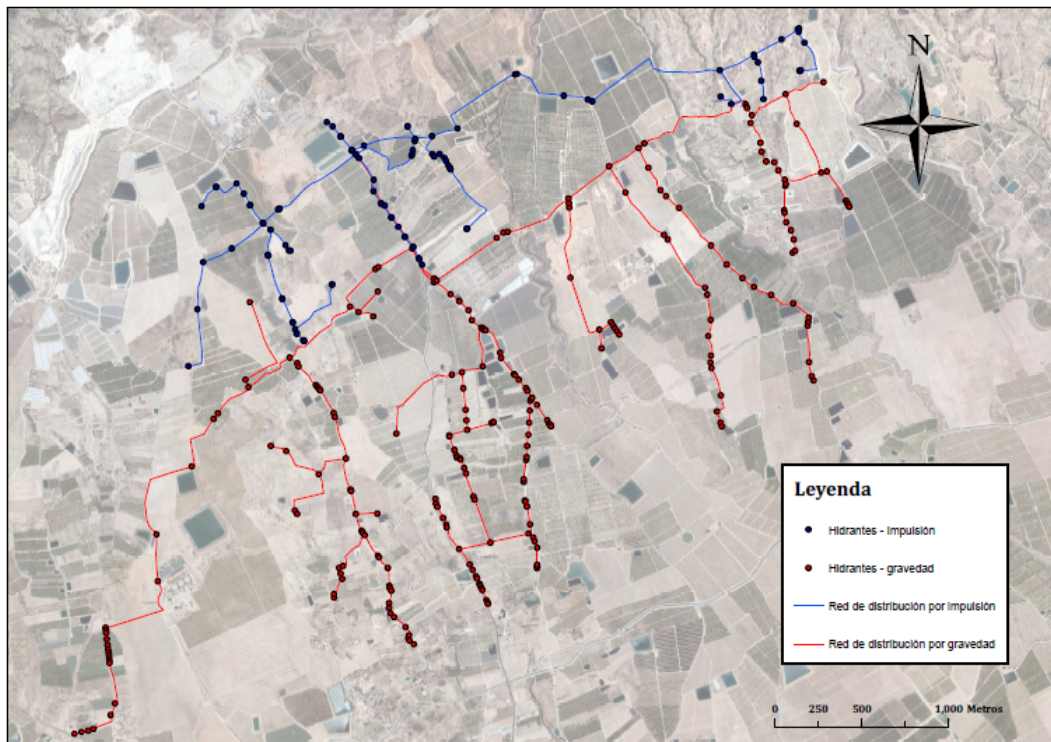 N
Leyenda
Hidrantes - impulsión
Hidrantes - gravedad
Red de distribución por impulsión
Red de distribución por gravedad
0 250 500 1,000 Metros